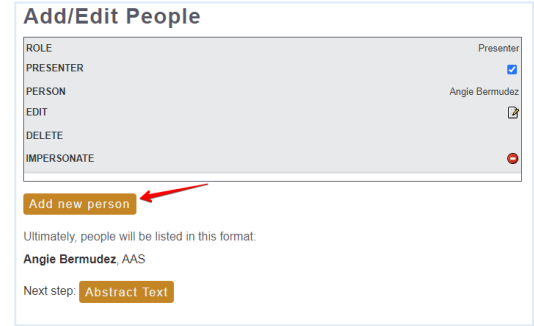 Add/Edit People
ROLE Presenter
PRESENTER
PERSON Angie Bermudez
EDIT
DELETE
IMPERSONATE
Add new person
Ultimately, people will be listed in this format:
Angie Bermudez, AAS
Next step: Abstract Text